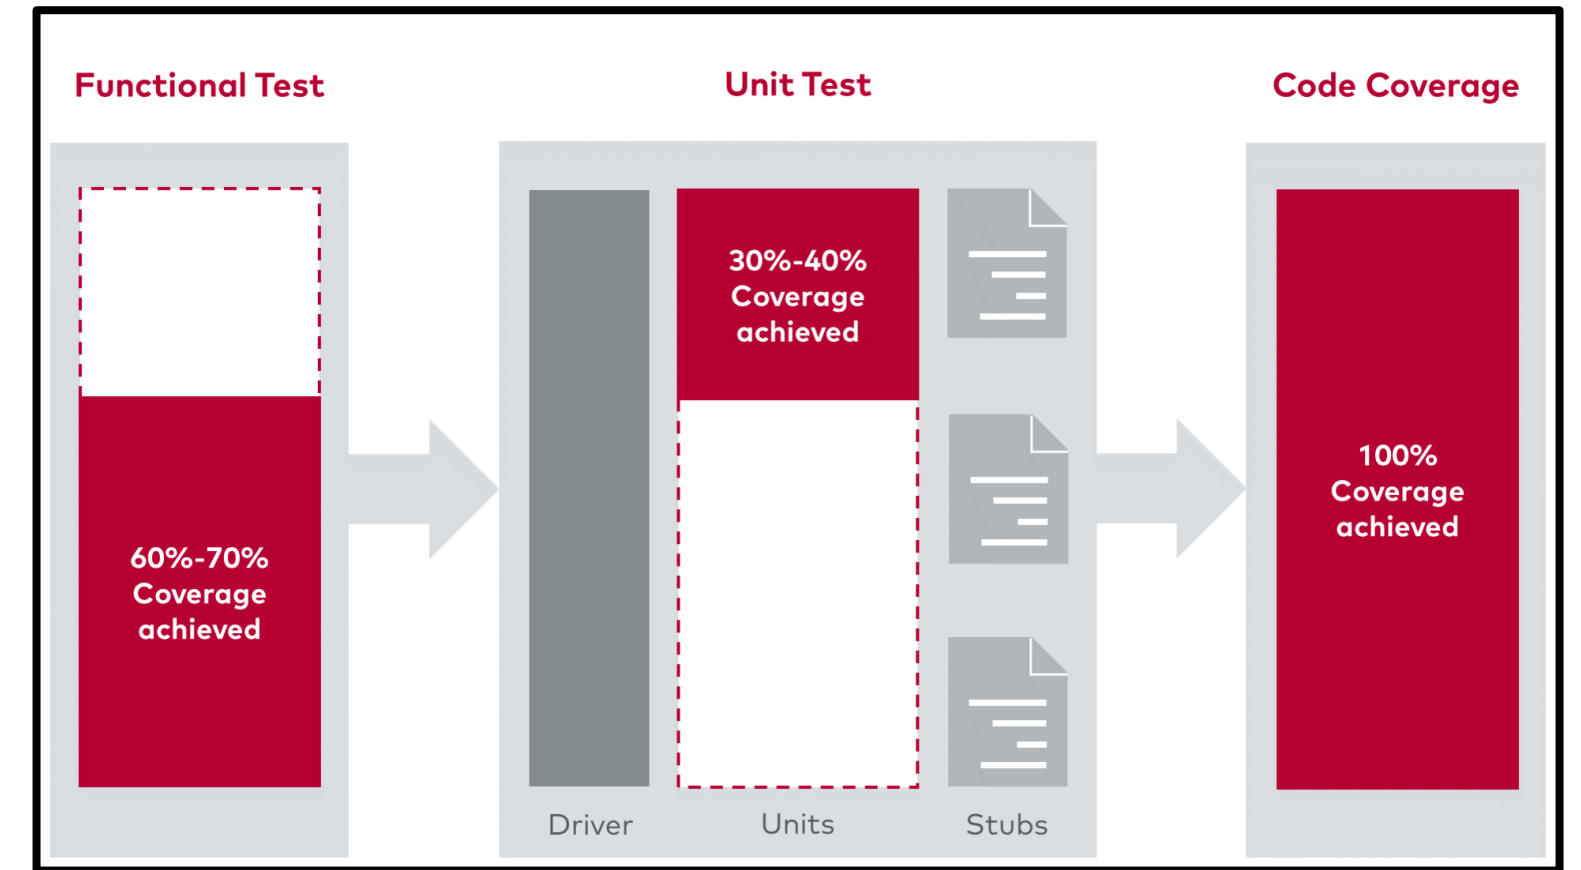 Functional Test
Unit Test
Code Coverage
60%-70%
Coverage
achieved
30%-40%
Coverage
achieved
100%
Coverage
achieved
Driver
Units
Stubs